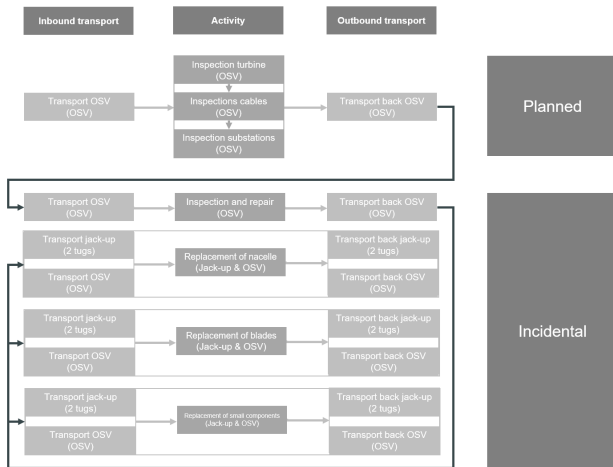 Inbound transport
Activity
Outbound transport
Inspection turbine
(OSV)
Transport OSV
(OSV)
Inspections cables
(OSV)
Transport back OSV
(OSV)
Inspection substations
(OSV)
Planned
Transport OSV
(OSV)
Inspection and repair
(OSV)
Transport back OSV
(OSV)
Transport jack-up
(2 tugs)
Transport OSV
(OSV)
Replacement of nacelle
(Jack-up & OSV)
Transport back jack-up
(2 tugs)
Transport back OSV
(OSV)
Transport jack-up
(2 tugs)
Transport OSV
(OSV)
Replacement of blades
(Jack-up & OSV)
Transport back jack-up
(2 tugs)
Transport back OSV
(OSV)
Transport jack-up
(2 tugs)
Transport OSV
(OSV)
Replacement of small components
(Jack-up & OSV)
Transport back jack-up
(2 tugs)
Transport back OSV
(OSV)
Incidental